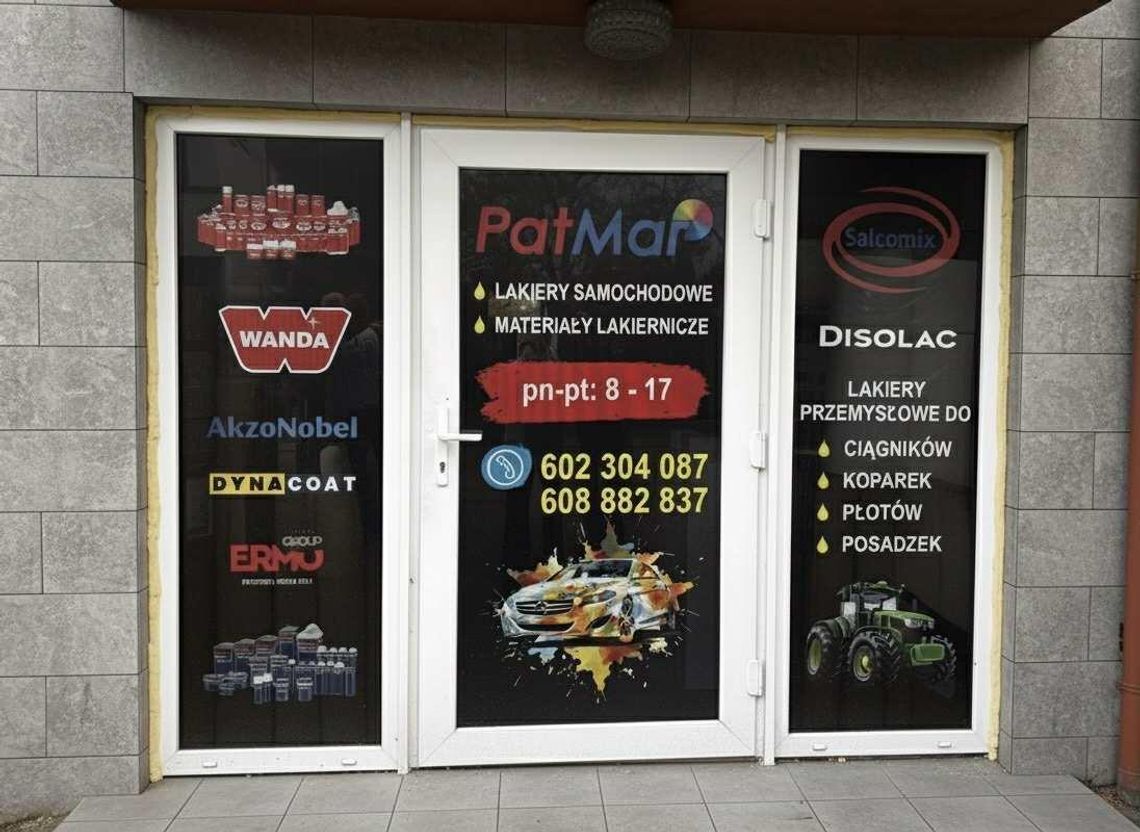 WANDA
AkzoNobel
DYNACOAT
GROUP
ERMO
PatMar
LAKIERY SAMOCHODOWE
MATERIAŁY LAKIERNICZE
pn-pt: 8 - 17
602 304 087
608 882 837
Salcomix
DISOLAC
LAKIERY
PRZEMYSŁOWE DO
CIĄGNIKÓW
KOPAREK
PŁOTÓW
POSADZEK